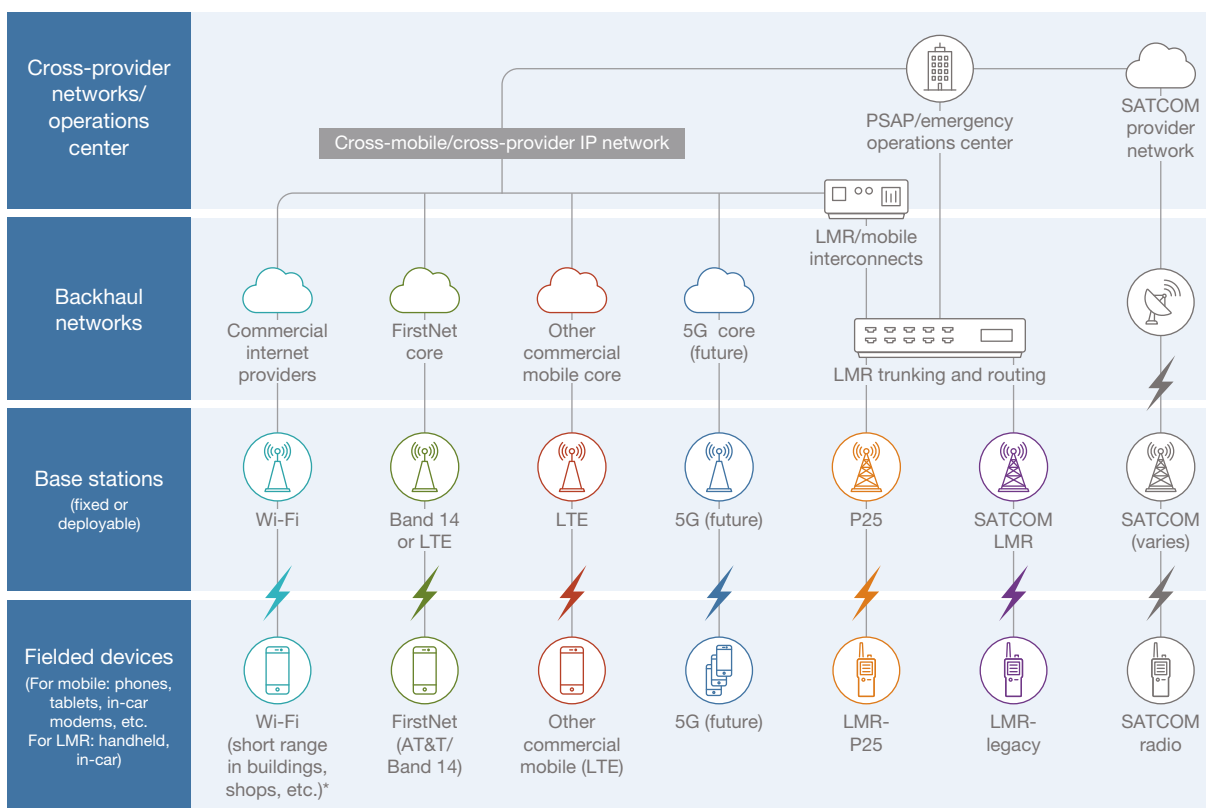 Cross-provider
networks/
operations
center
Cross-mobile/cross-provider IP network
PSAP/emergency
operations center
SATCOM
provider
network
LMR/mobile
interconnects
Backhaul
networks
Commercial
internet
providers
FirstNet
core
Other
commercial
mobile core
5G core
(future)
LMR trunking and routing
Base stations
(fixed or
deployable)
Wi-Fi
Band 14
or LTE
LTE
5G (future)
P25
SATCOM
LMR
SATCOM
(varies)
Fielded devices
(For mobile: phones,
tablets, in-car
modems, etc.
For LMR: handheld,
in-car)
Wi-Fi
(short range
in buildings,
shops, etc.)*
FirstNet
(AT&T/
Band 14)
Other
commercial
mobile (LTE)
5G (future)
LMR-
P25
LMR-
legacy
SATCOM
radio